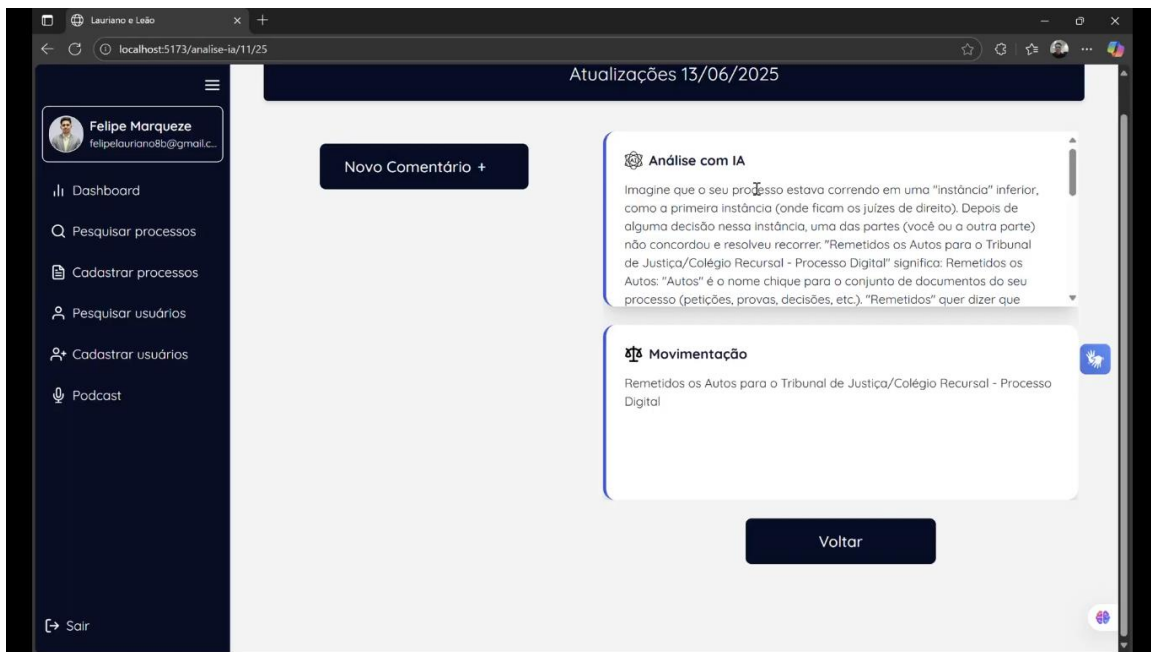 Lauriano e Leão
localhost:5173/analise-ia/11/25
Atualizações 13/06/2025
Felipe Marqueze
felipelauriano8b@gmail.c...
Dashboard
Pesquisar processos
Cadastrar processos
Pesquisar usuários
Cadastrar usuários
Podcast
Sair
Novo Comentário +
Análise com IA
Imagine que o seu processo estava correndo em uma "instância" inferior,
como a primeira instância (onde ficam os juízes de direito). Depois de
alguma decisão nessa instância, uma das partes (você ou a outra parte)
não concordou e resolveu recorrer. "Remetidos os Autos para o Tribunal
de Justiça/Colégio Recursal - Processo Digital" significa: Remetidos os
Autos: "Autos" é o nome chique para o conjunto de documentos do seu
processo (petições, provas, decisões, etc.). "Remetidos" quer dizer que
Movimentação
Remetidos os Autos para o Tribunal de Justiça/Colégio Recursal - Processo
Digital
Voltar